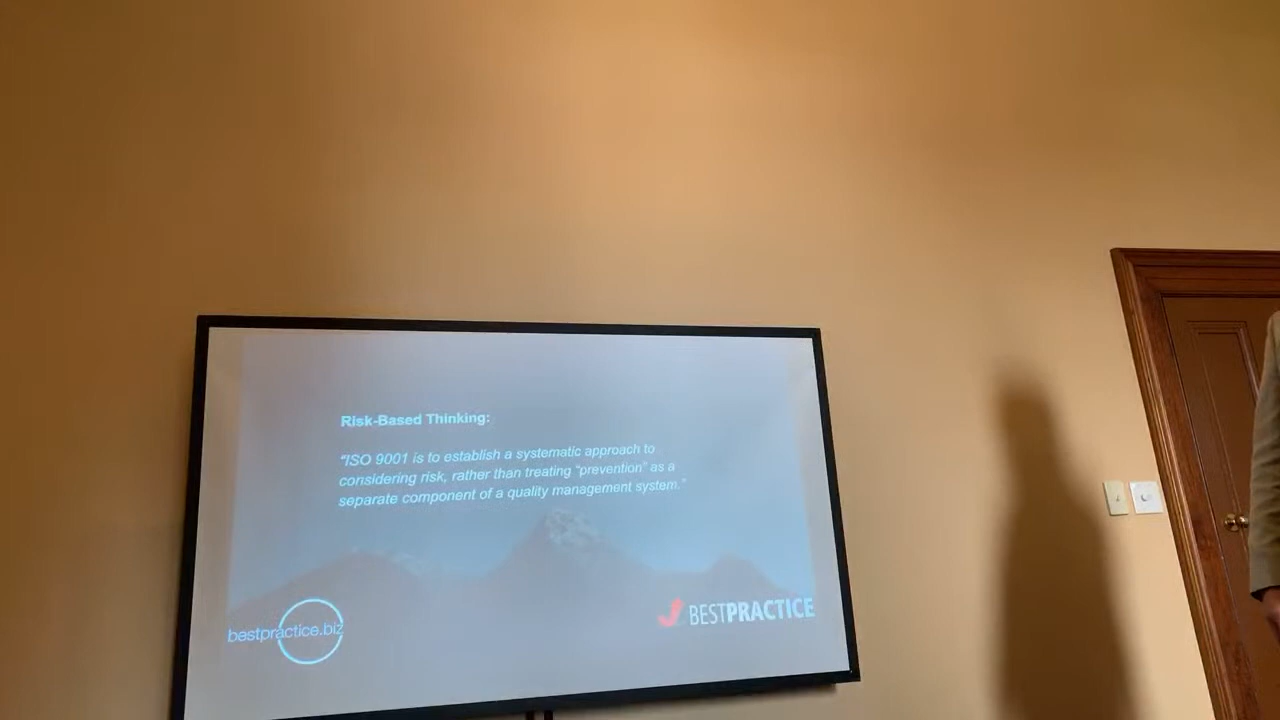 Risk-Based Thinking:
“ISO 9001 is to establish a systematic approach to
considering risk, rather than treating “prevention” as a
separate component of a quality management system.”
bestpractice.biz
BESTPRACTICE